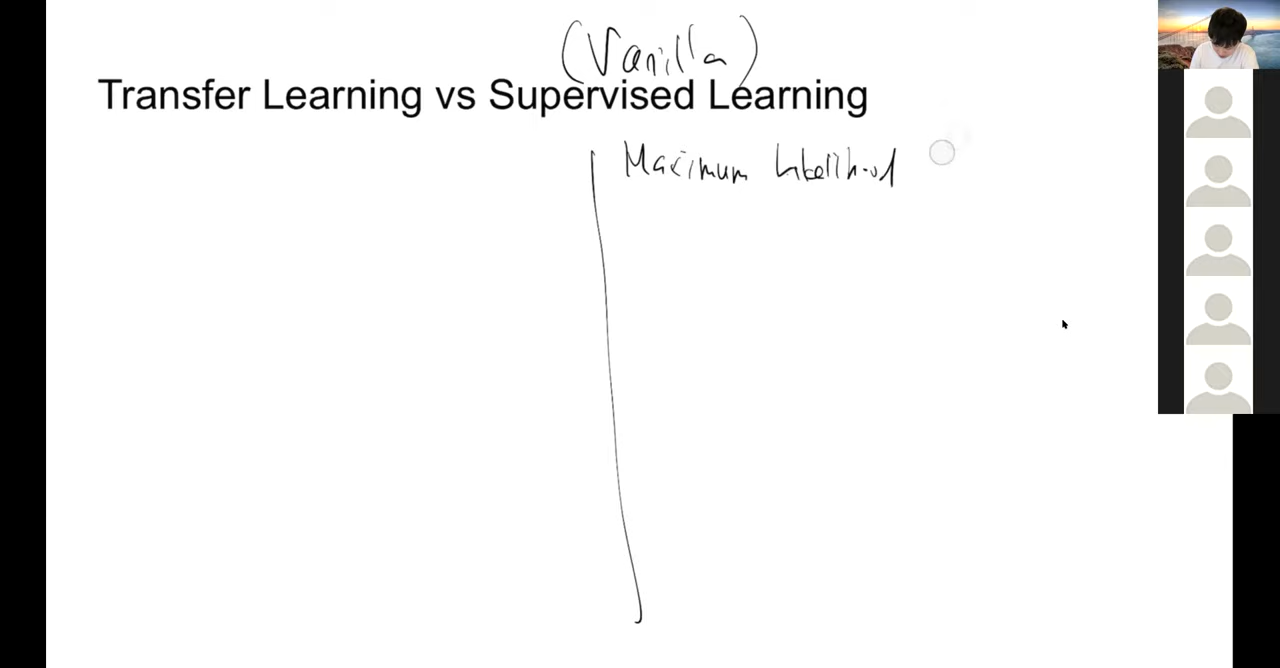 (Vanilla)
Transfer Learning vs Supervised Learning
Maximum Likelihood